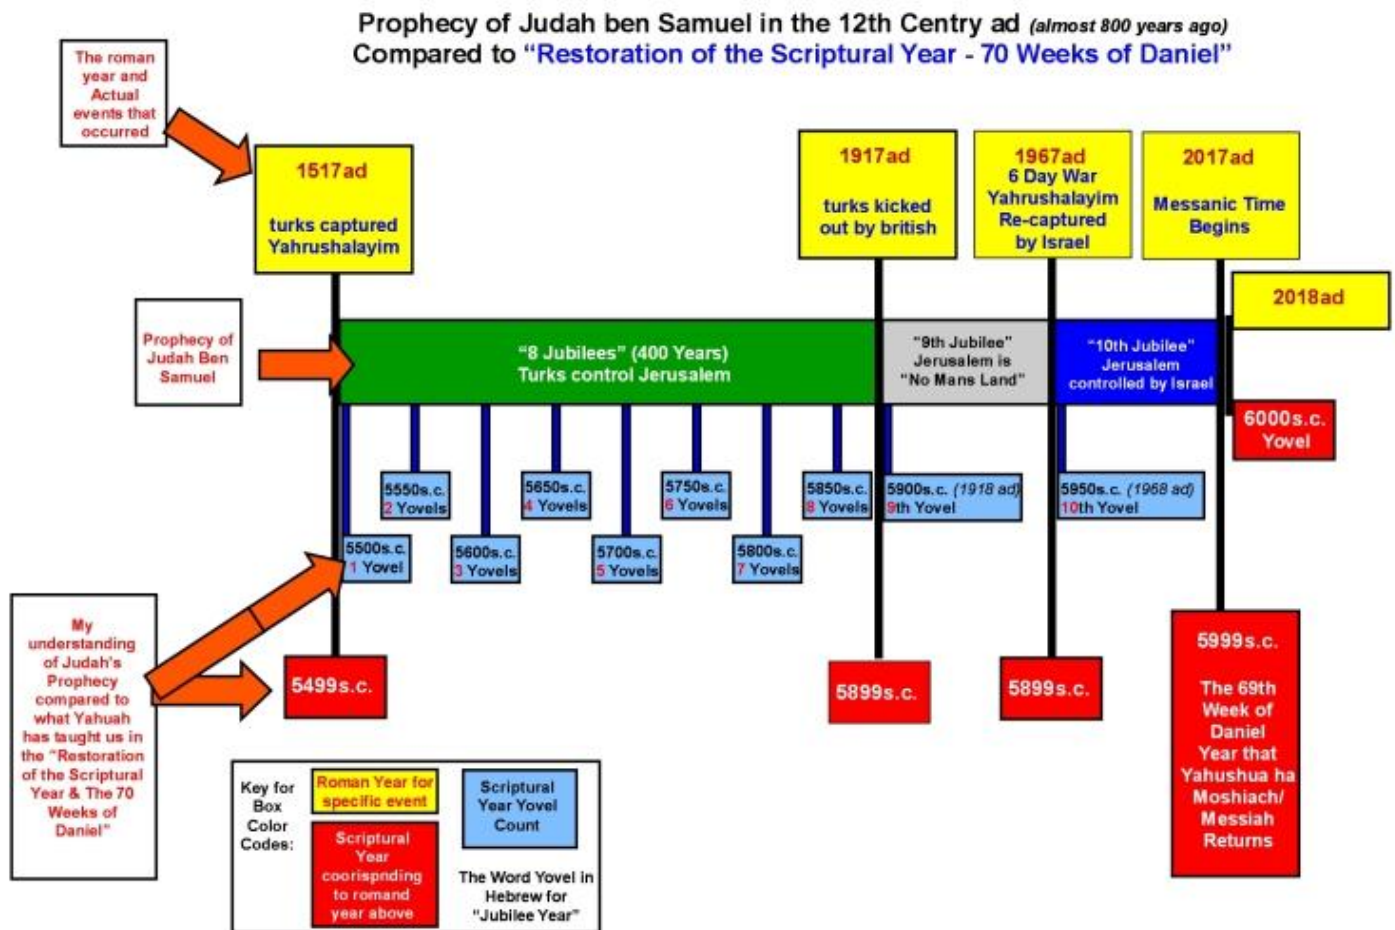 Prophecy of Judah ben Samuel in the 12th Centry ad (almost 800 years ago)
Compared to “Restoration of the Scriptural Year - 70 Weeks of Daniel”
The roman
year and
Actual
events that
occurred
1517ad
turks captured
Yahrushalayim
1917ad
turks kicked
out by british
1967ad
6 Day War
Yahrushalayim
Re-captured
by Israel
2017ad
Messanic Time
Begins
2018ad
Prophecy of
Judah Ben
Samuel
“8 Jubilees” (400 Years)
Turks control Jerusalem
“9th Jubilee”
Jerusalem is
“No Mans Land”
“10th Jubilee”
Jerusalem
controlled by Israel
6000s.c.
Yovel
5500s.c.
1 Yovel
5550s.c.
2 Yovels
5600s.c.
3 Yovels
5650s.c.
4 Yovels
5700s.c.
5 Yovels
5750s.c.
6 Yovels
5800s.c.
7 Yovels
5850s.c.
8 Yovels
5900s.c. (1918 ad)
9th Yovel
5950s.c. (1968 ad)
10th Yovel
My
understanding
of Judah's
Prophecy
compared to
what Yahuah
has taught us in
the “Restoration
of the Scriptural
Year & The 70
Weeks of
Daniel”
5499s.c.
5899s.c.
5899s.c.
5999s.c.
The 69th
Week of
Daniel
Year that
Yahushua ha
Moshiach/
Messiah
Returns
Key for
Box
Color
Codes:
Roman Year for
specific event
Scriptural
Year
coorispnding
to romand
year above
Scriptural
Year Yovel
Count
The Word Yovel in
Hebrew for
“Jubilee Year”